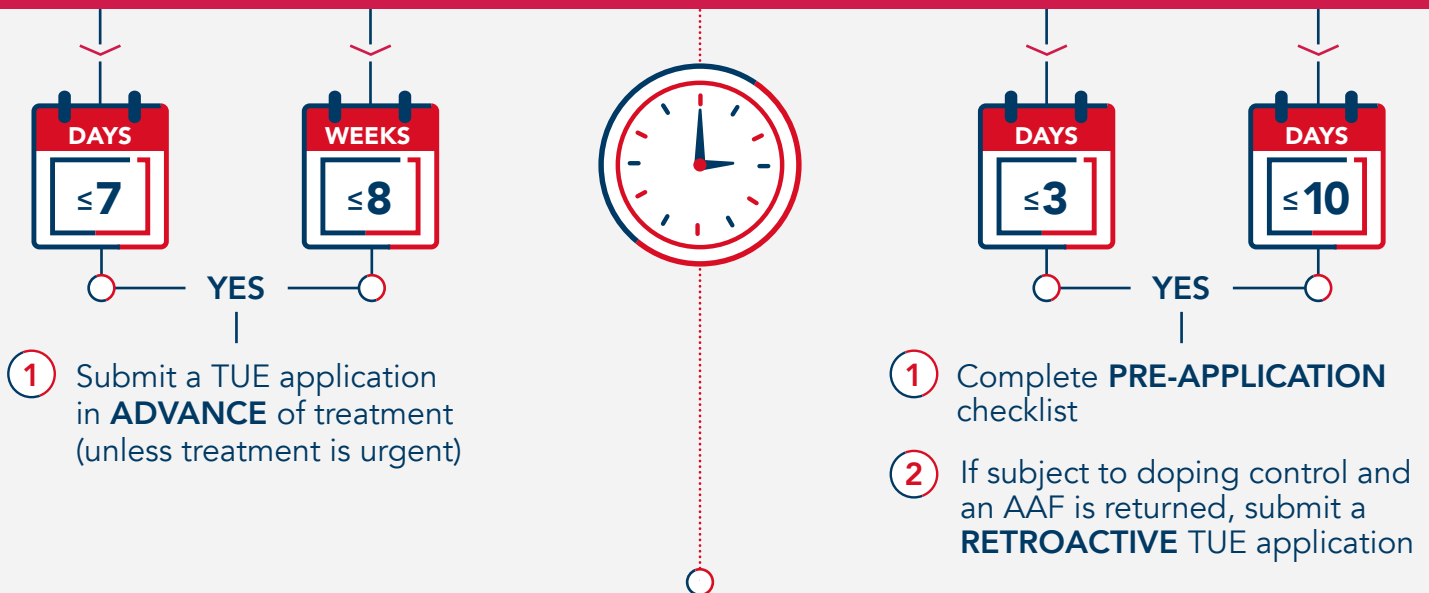 DAYS
≤7
WEEKS
≤8
YES
1 Submit a TUE application
in ADVANCE of treatment
(unless treatment is urgent)
DAYS
≤3
DAYS
≤10
YES
1 Complete PRE-APPLICATION
checklist
2 If subject to doping control and
an AAF is returned, submit a
RETROACTIVE TUE application